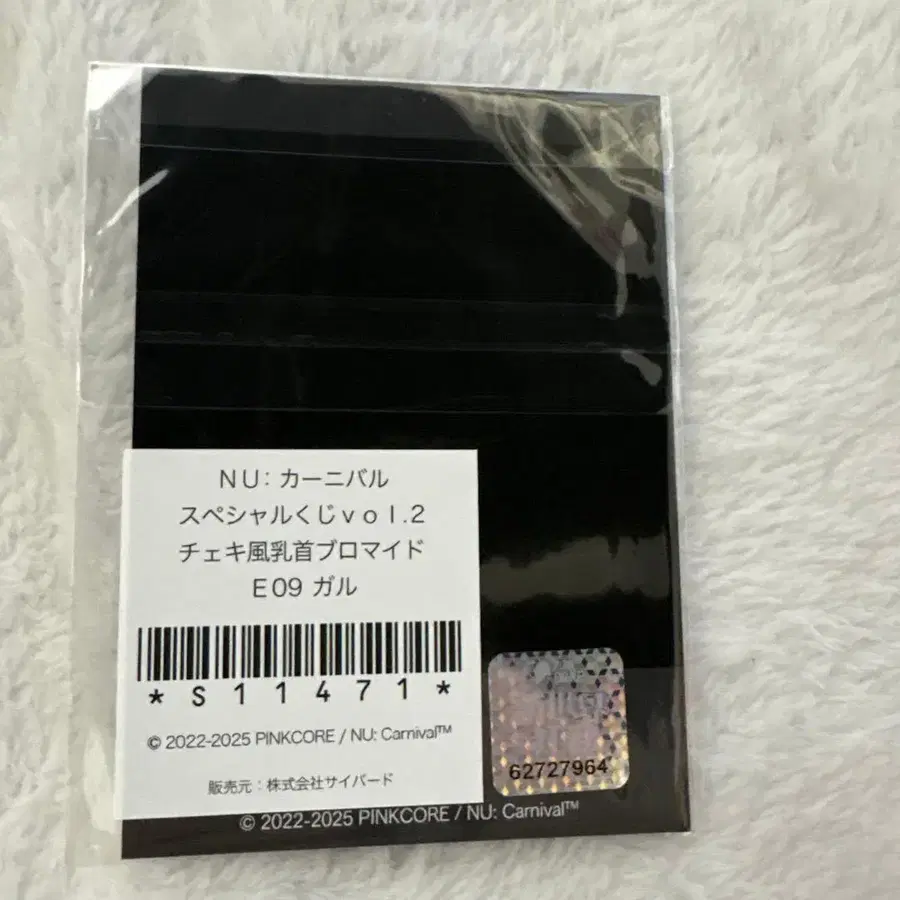 NU: カーニバル
スペシャルくじvol.2
チェキ風乳首ブロマイド
E09 ガル
*S11471*
© 2022-2025 PINKCORE / NU: Carnival™
販売元：株式会社サイバード
62727964
© 2022-2025 PINKCORE / NU: Carnival™